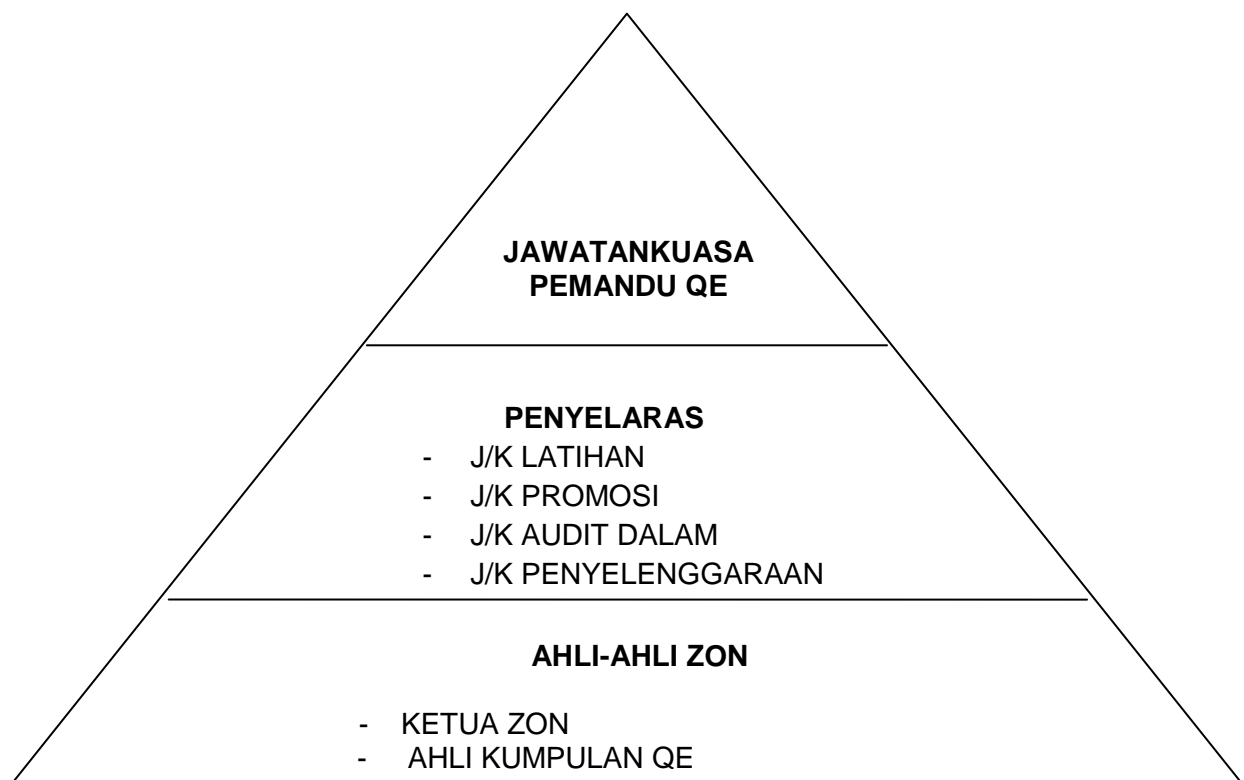 JAWATANKUASA
PEMANDU QE
PENYELARAS
- J/K LATIHAN
- J/K PROMOSI
- J/K AUDIT DALAM
- J/K PENYELENGGARAAN
AHLI-AHLI ZON
- KETUA ZON
- AHLI KUMPULAN QE